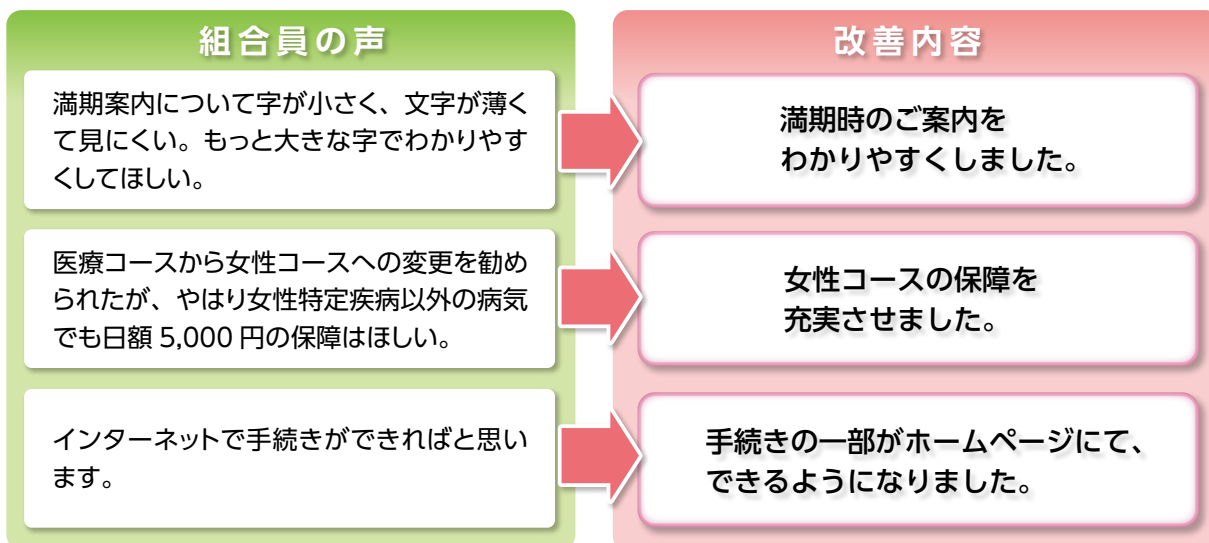 組合員の声
満期案内について字が小さく、文字が薄く
て見にくい。もっと大きな字でわかりやす
くしてほしい。
医療コースから女性コースへの変更を勧め
られたが、やはり女性特定疾病以外の病気
でも日額 5,000 円の保障はほしい。
インターネットで手続きができればと思い
ます。
改善内容
満期時のご案内を
わかりやすくしました。
女性コースの保障を
充実させました。
手続きの一部がホームページにて、
できるようになりました。